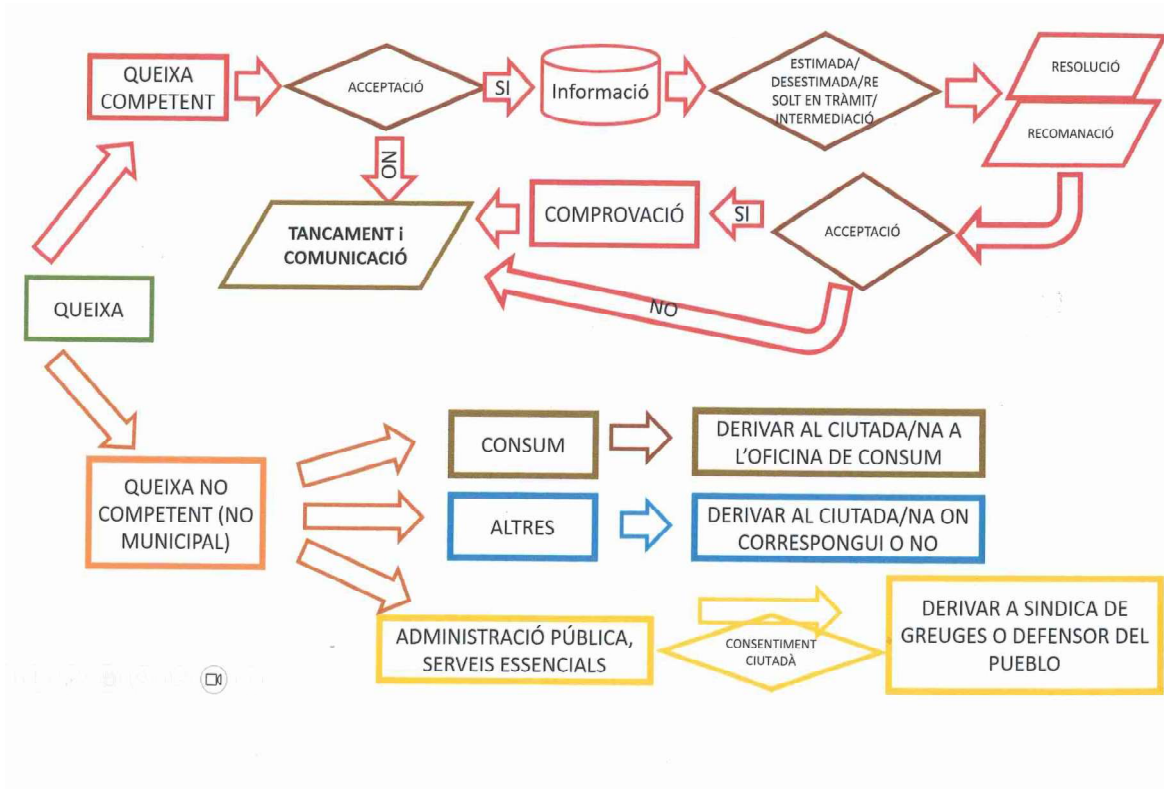 QUEIXA
COMPETENT
ACCEPTACIÓ
SI
Informació
ESTIMADA/
DESESTIMADA/RE
SOLT EN TRÀMIT/
INTERMEDIACIÓ
RESOLUCIÓ
RECOMANACIÓ
NO
TANCAMENT i
COMUNICACIÓ
COMPROVACIÓ
SI
ACCEPTACIÓ
NO
QUEIXA
QUEIXA NO
COMPETENT (NO
MUNICIPAL)
CONSUM
DERIVAR AL CIUTADA/NA A
L'OFICINA DE CONSUM
ALTRES
DERIVAR AL CIUTADA/NA ON
CORRESPONGUI O NO
ADMINISTRACIÓ PÚBLICA,
SERVEIS ESSENCIALS
CONSENTIMENT
CIUTADÀ
DERIVAR A SINDICA DE
GREUGES O DEFENSOR DEL
PUEBLO